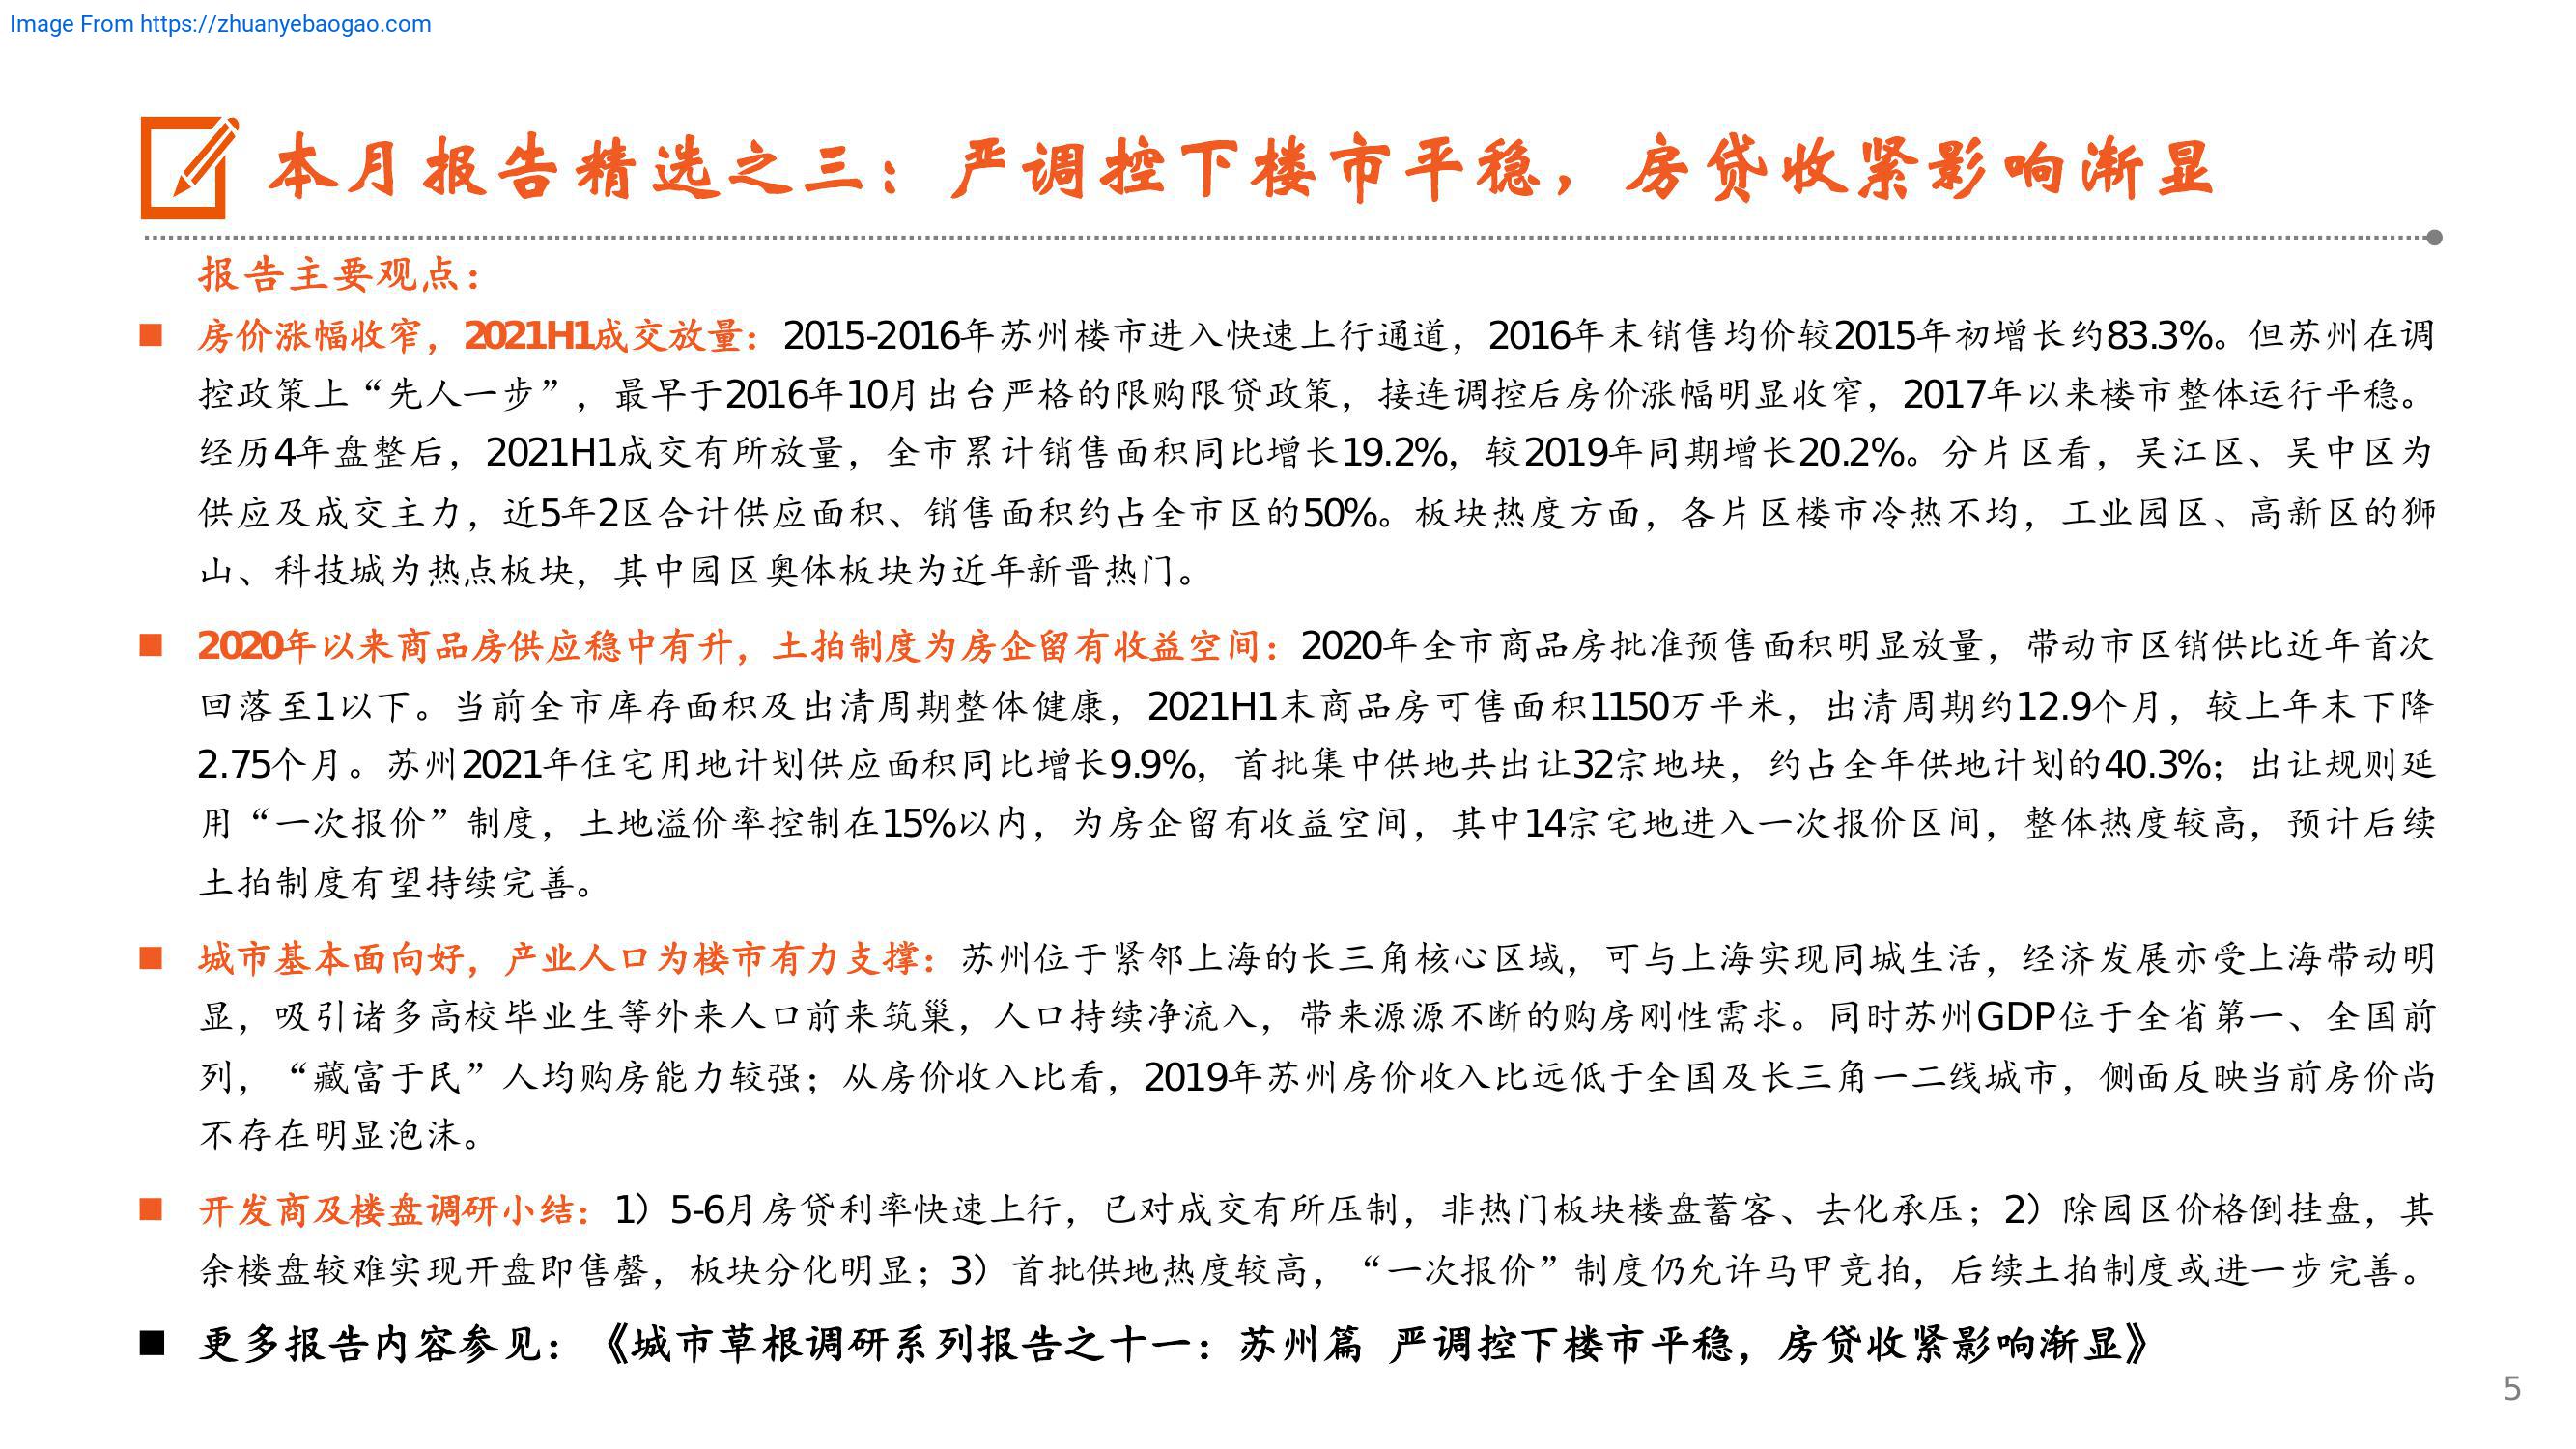 Image From https://zhuanyebaogao.com
本月报告精选之三：严调控下楼市平稳，房贷收紧影响渐显
报告主要观点：
■ 房价涨幅收窄，2021H1成交放量：2015-2016年苏州楼市进入快速上行通道，2016年末销售均价较2015年初增长约83.3%。但苏州在调
控政策上“先人一步”，最早于2016年10月出台严格的限购限贷政策，接连调控后房价涨幅明显收窄，2017年以来楼市整体运行平稳。
经历4年盘整后，2021H1成交有所放量，全市累计销售面积同比增长19.2%，较2019年同期增长20.2%。分片区看，吴江区、吴中区为
供应及成交主力，近5年2区合计供应面积、销售面积约占全市区的50%。板块热度方面，各片区楼市冷热不均，工业园区、高新区的狮
山、科技城为热点板块，其中园区奥体板块为近年新晋热门。
■ 2020年以来商品房供应稳中有升，土拍制度为房企留有收益空间：2020年全市商品房批准预售面积明显放量，带动市区销供比近年首次
回落至1以下。当前全市库存面积及出清周期整体健康，2021H1末商品房可售面积1150万平米，出清周期约12.9个月，较上年末下降
2.75个月。苏州2021年住宅用地计划供应面积同比增长9.9%，首批集中供地共出让32宗地块，约占全年供地计划的40.3%；出让规则延
用“一次报价”制度，土地溢价率控制在15%以内，为房企留有收益空间，其中14宗宅地进入一次报价区间，整体热度较高，预计后续
土拍制度有望持续完善。
■ 城市基本面向好，产业人口为楼市有力支撑：苏州位于紧邻上海的长三角核心区域，可与上海实现同城生活，经济发展亦受上海带动明
显，吸引诸多高校毕业生等外来人口前来筑巢，人口持续净流入，带来源源不断的购房刚性需求。同时苏州GDP位于全省第一、全国前
列，“藏富于民”人均购房能力较强；从房价收入比看，2019年苏州房价收入比远低于全国及长三角一二线城市，侧面反映当前房价尚
不存在明显泡沫。
■ 开发商及楼盘调研小结：1）5-6月房贷利率快速上行，已对成交有所压制，非热门板块楼盘蓄客、去化承压；2）除园区价格倒挂盘，其
余楼盘较难实现开盘即售罄，板块分化明显；3）首批供地热度较高，“一次报价”制度仍允许马甲竞拍，后续土拍制度或进一步完善。
■ 更多报告内容参见：《城市草根调研系列报告之十一：苏州篇 严调控下楼市平稳，房贷收紧影响渐显》
5